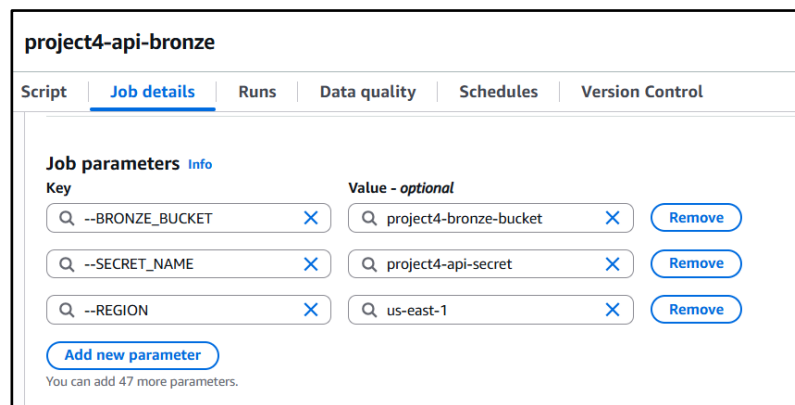 project4-api-bronze
Script Job details Runs Data quality Schedules Version Control
Job parameters Info
Key Value - optional
--BRONZE_BUCKET project4-bronze-bucket Remove
--SECRET_NAME project4-api-secret Remove
--REGION us-east-1 Remove
Add new parameter
You can add 47 more parameters.